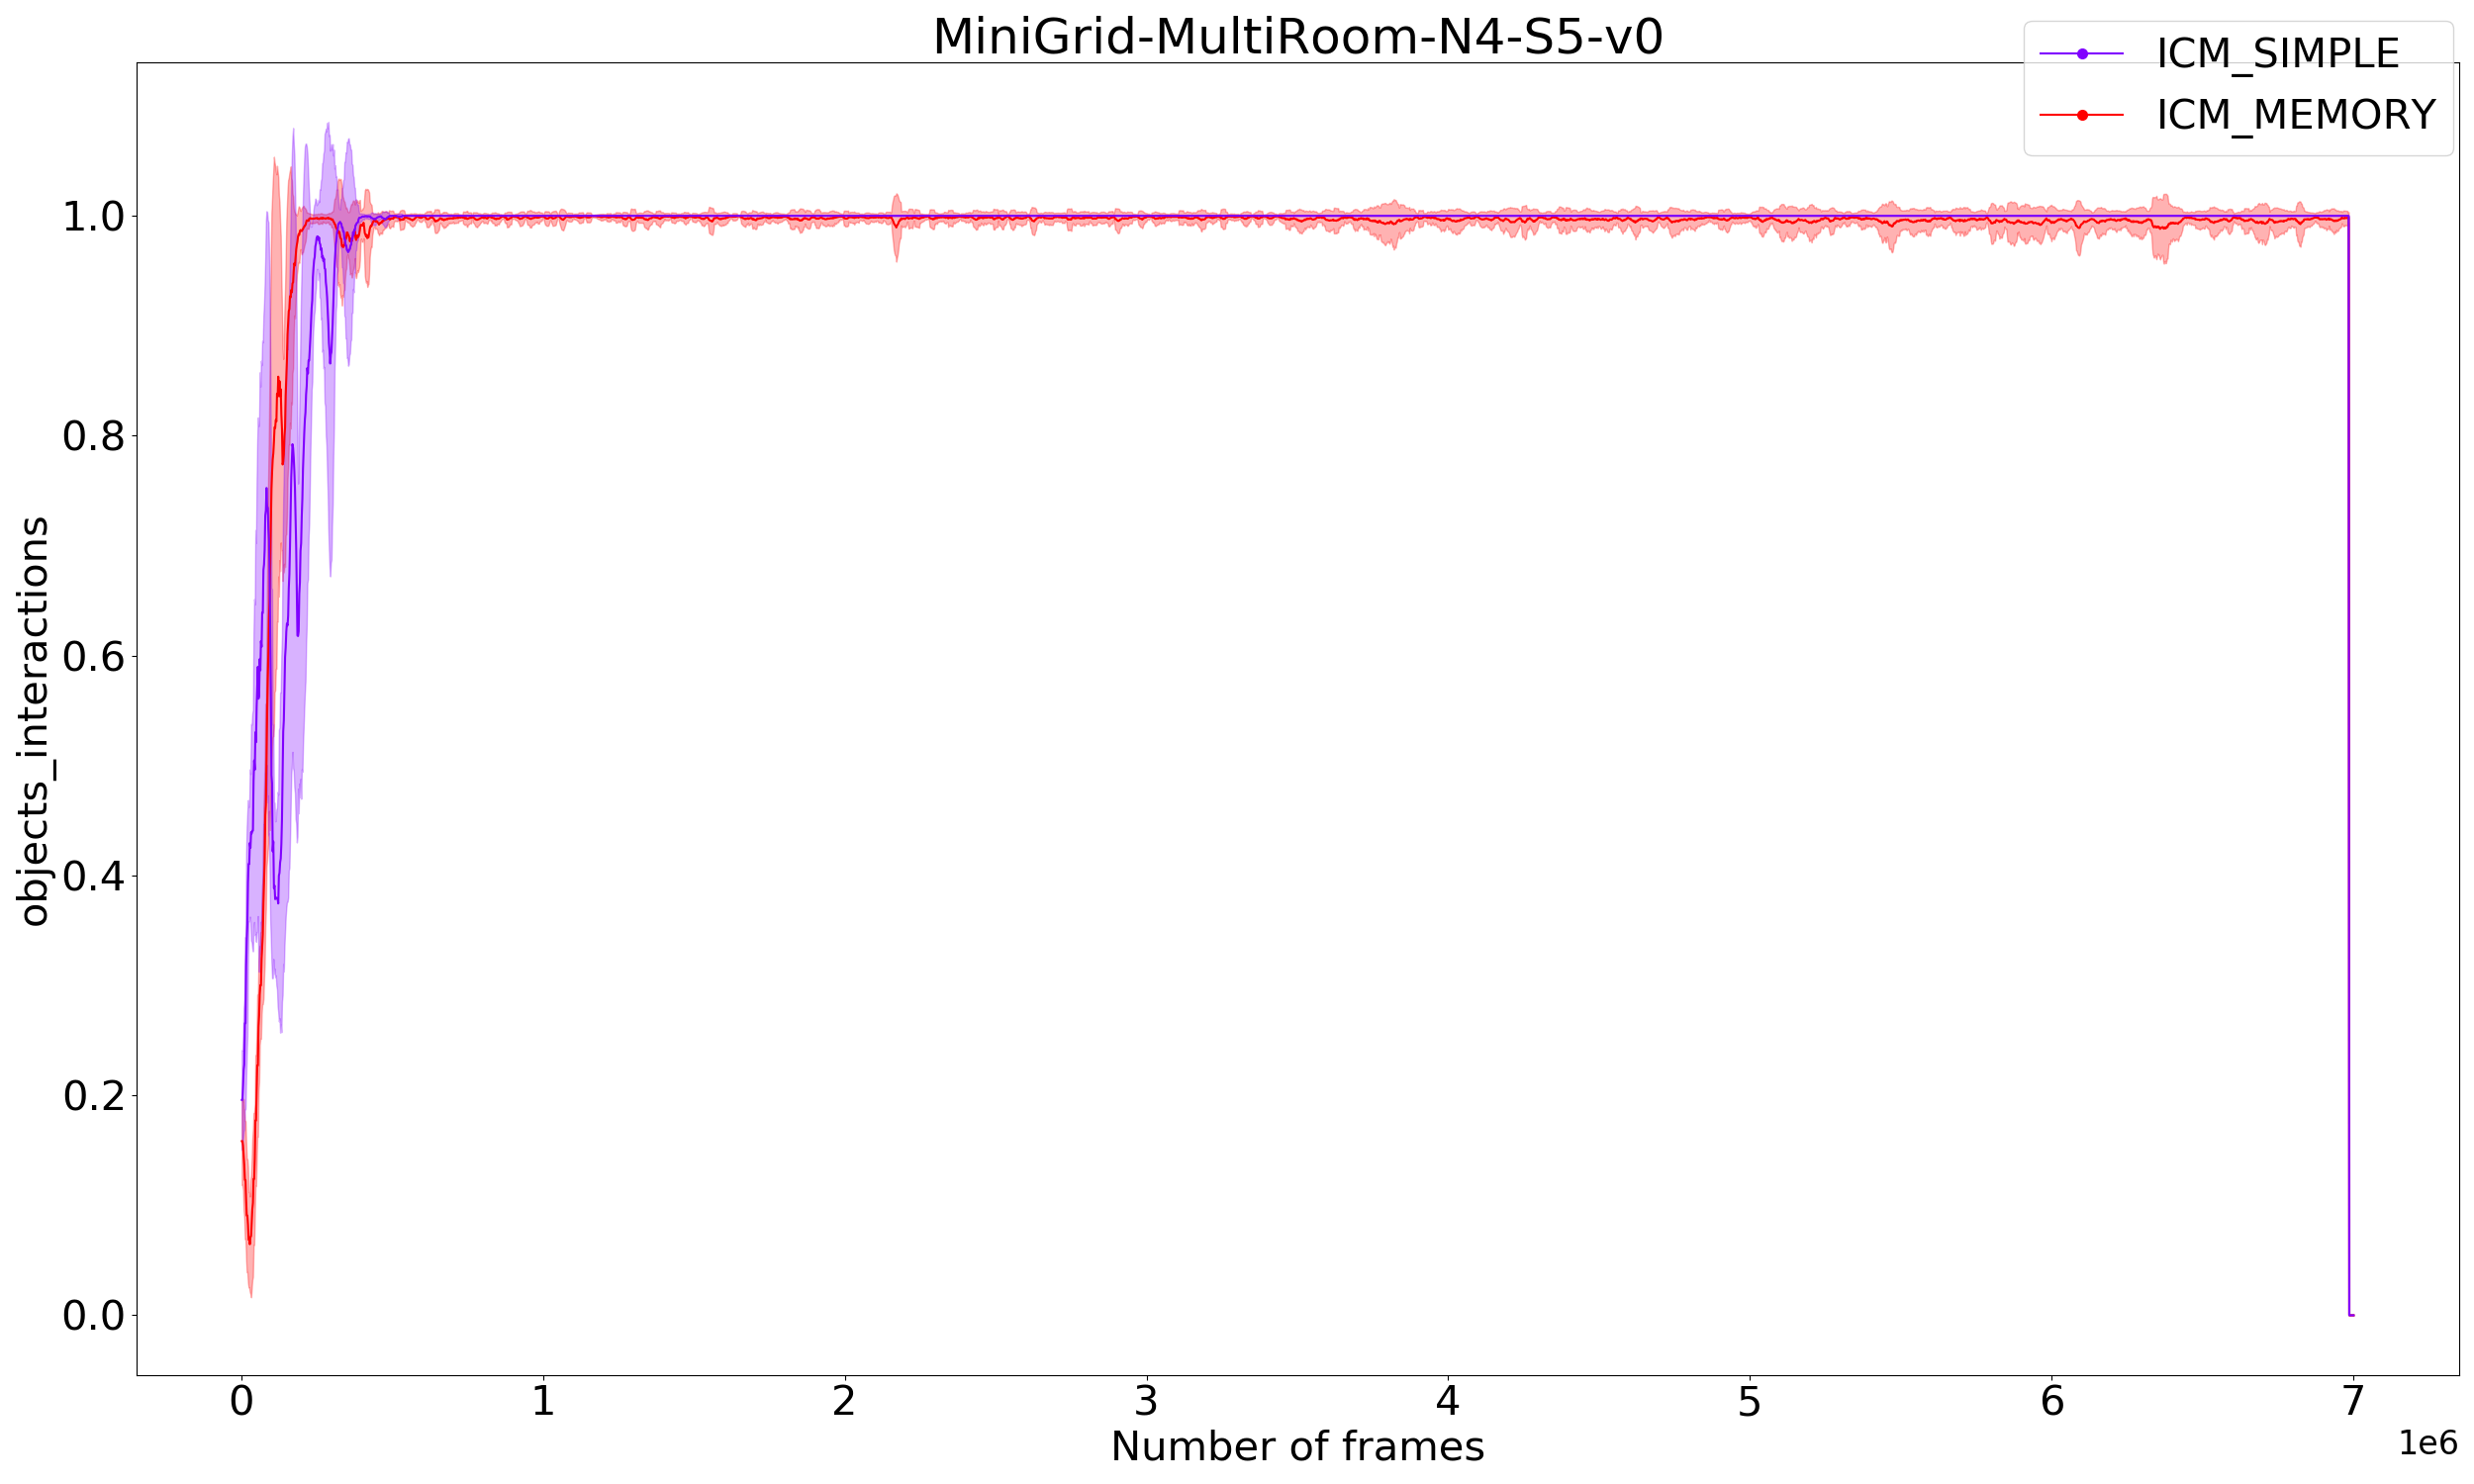 MiniGrid-MultiRoom-N4-S5-v0
ICM_SIMPLE
ICM_MEMORY
objects_interactions
1.0
0.8
0.6
0.4
0.2
0.0
0 1 2 3 4 5 6 7
Number of frames
1e6